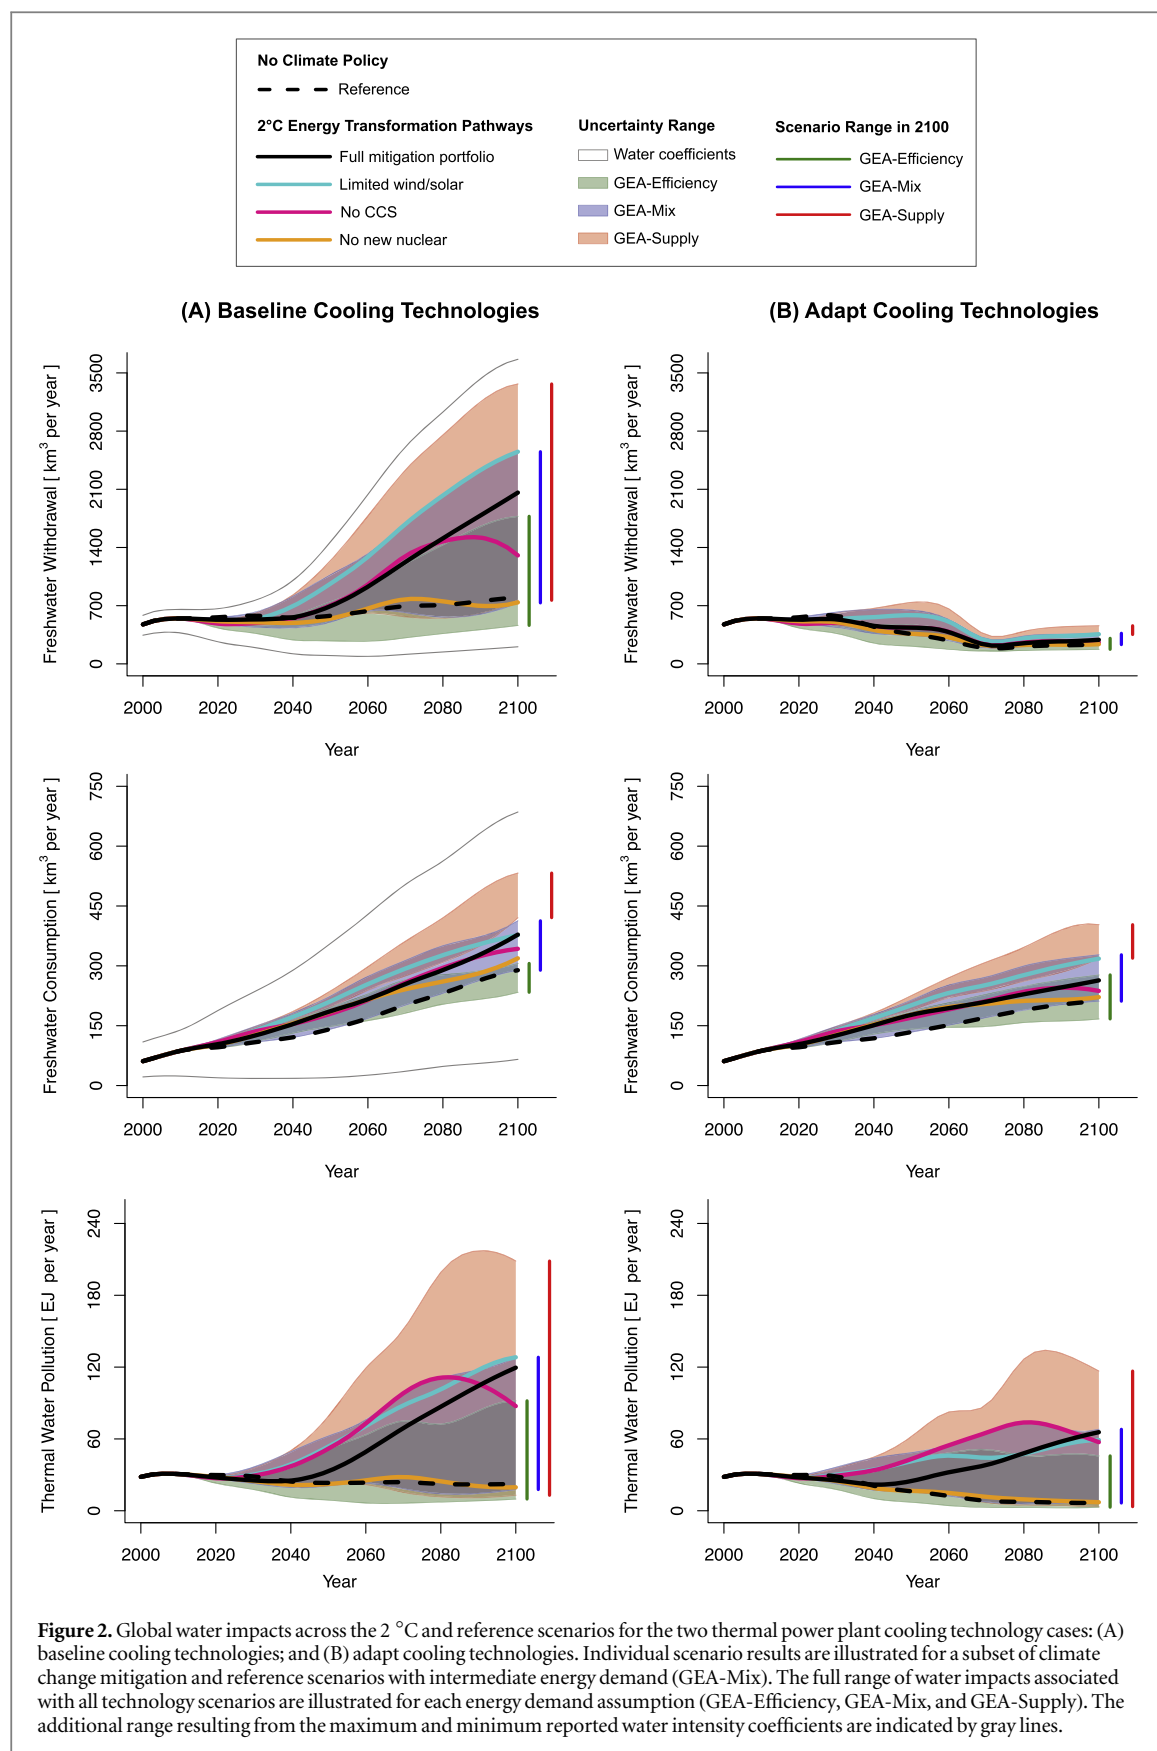 No Climate Policy
Reference
2°C Energy Transformation Pathways
Full mitigation portfolio
Limited wind/solar
No CCS
No new nuclear
Uncertainty Range
Water coefficients
GEA-Efficiency
GEA-Mix
GEA-Supply
Scenario Range in 2100
GEA-Efficiency
GEA-Mix
GEA-Supply
(A) Baseline Cooling Technologies
Freshwater Withdrawal [ km³ per year ]
3500
2800
2100
1400
700
0
2000 2020 2040 2060 2080 2100
Year
(B) Adapt Cooling Technologies
Freshwater Withdrawal [ km³ per year ]
3500
2800
2100
1400
700
0
2000 2020 2040 2060 2080 2100
Year
Freshwater Consumption [ km³ per year ]
750
600
450
300
150
0
2000 2020 2040 2060 2080 2100
Year
Freshwater Consumption [ km³ per year ]
750
600
450
300
150
0
2000 2020 2040 2060 2080 2100
Year
Thermal Water Pollution [ EJ per year ]
240
180
120
60
0
2000 2020 2040 2060 2080 2100
Year
Thermal Water Pollution [ EJ per year ]
240
180
120
60
0
2000 2020 2040 2060 2080 2100
Year
Figure 2. Global water impacts across the 2 °C and reference scenarios for the two thermal power plant cooling technology cases: (A)
baseline cooling technologies; and (B) adapt cooling technologies. Individual scenario results are illustrated for a subset of climate
change mitigation and reference scenarios with intermediate energy demand (GEA-Mix). The full range of water impacts associated
with all technology scenarios are illustrated for each energy demand assumption (GEA-Efficiency, GEA-Mix, and GEA-Supply). The
additional range resulting from the maximum and minimum reported water intensity coefficients are indicated by gray lines.